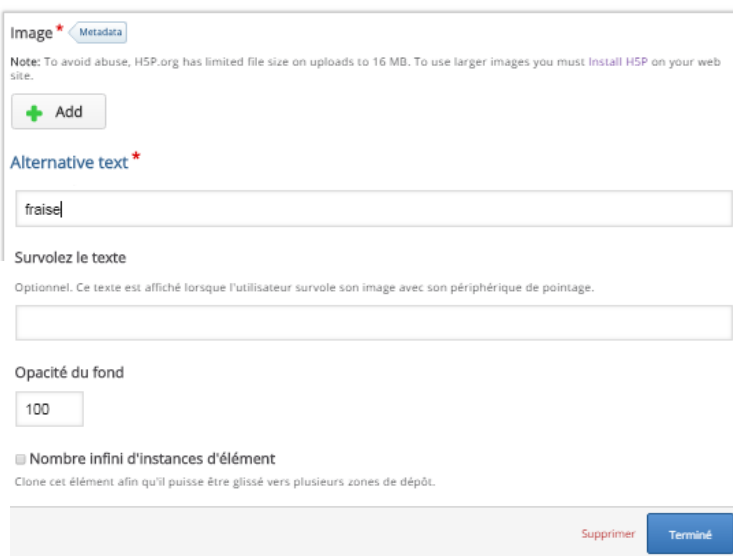 Image * Metadata
Note: To avoid abuse, H5P.org has limited file size on uploads to 16 MB. To use larger images you must Install H5P on your web
site.
Add
Alternative text *
fraise
Survolez le texte
Optionnel. Ce texte est affiché lorsque l'utilisateur survole son image avec son périphérique de pointage.
Opacité du fond
100
Nombre infini d'instances d'élément
Clone cet élément afin qu'il puisse être glissé vers plusieurs zones de dépôt.
Supprimer Terminé